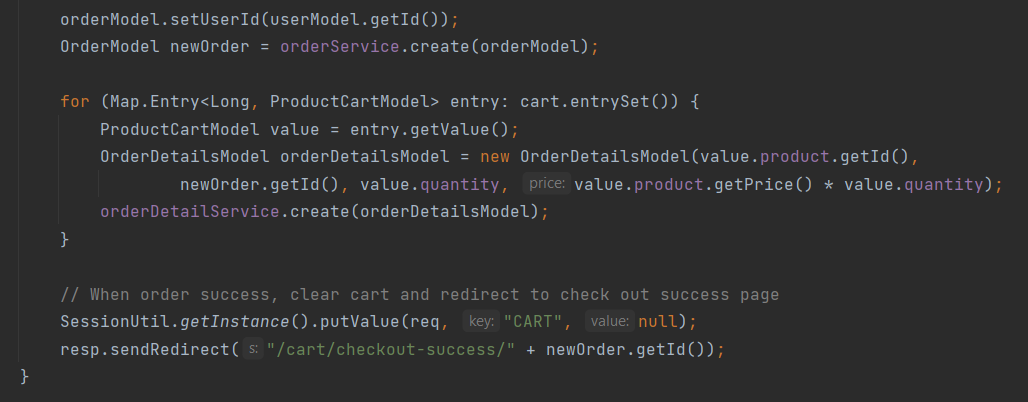 orderModel.setUserId(userModel.getId());
OrderModel newOrder = orderService.create(orderModel);
for (Map.Entry<Long, ProductCartModel> entry: cart.entrySet()) {
ProductCartModel value = entry.getValue();
OrderDetailsModel orderDetailsModel = new OrderDetailsModel(value.product.getId(),
newOrder.getId(), value.quantity, price: value.product.getPrice() * value.quantity);
orderDetailService.create(orderDetailsModel);
}
// When order success, clear cart and redirect to check out success page
SessionUtil.getInstance().putValue(req, key: "CART", value: null);
resp.sendRedirect( s: "/cart/checkout-success/" + newOrder.getId());
}